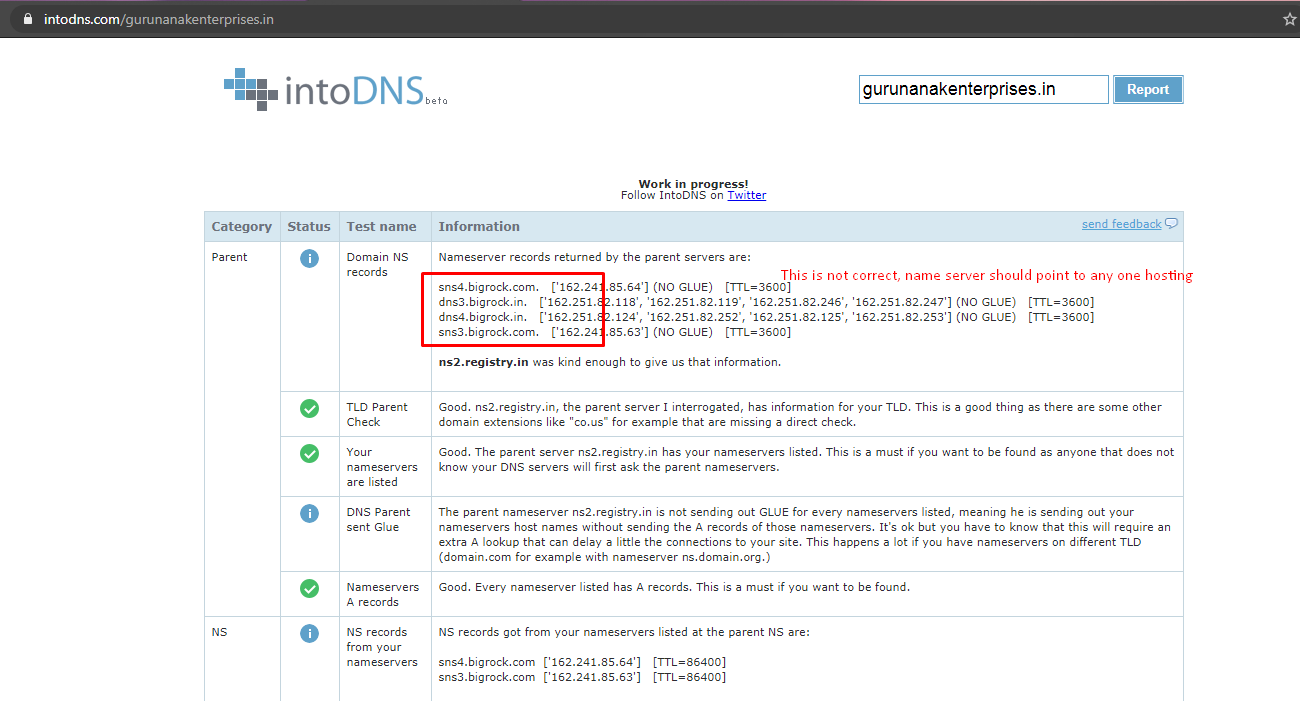 intodns.com/gurunanakenterprises.in
intoDNS beta
gurunanakenterprises.in
Report
Work in progress!
Follow IntoDNS on Twitter
Category Status Test name Information send feedback
Parent
Domain NS records
Nameserver records returned by the parent servers are:
This is not correct, name server should point to any one hosting
sns4.bigrock.com. ['162.241.85.64'] (NO GLUE) [TTL=3600]
dns3.bigrock.in. ['162.251.82.118', '162.251.82.119', '162.251.82.246', '162.251.82.247'] (NO GLUE) [TTL=3600]
dns4.bigrock.in. ['162.251.82.124', '162.251.82.252', '162.251.82.125', '162.251.82.253'] (NO GLUE) [TTL=3600]
sns3.bigrock.com. ['162.241.85.63'] (NO GLUE) [TTL=3600]
ns2.registry.in was kind enough to give us that information.
TLD Parent
Check
Good. ns2.registry.in, the parent server I interrogated, has information for your TLD. This is a good thing as there are some other
domain extensions like "co.us" for example that are missing a direct check.
Your
nameservers
are listed
Good. The parent server ns2.registry.in has your nameservers listed. This is a must if you want to be found as anyone that does not
know your DNS servers will first ask the parent nameservers.
DNS Parent
sent Glue
The parent nameserver ns2.registry.in is not sending out GLUE for every nameservers listed, meaning he is sending out your
nameservers host names without sending the A records of those nameservers. It's ok but you have to know that this will require an
extra A lookup that can delay a little the connections to your site. This happens a lot if you have nameservers on different TLD
(domain.com for example with nameserver ns.domain.org.)
Nameservers
A records
Good. Every nameserver listed has A records. This is a must if you want to be found.
NS
NS records
from your
nameservers
NS records got from your nameservers listed at the parent NS are:
sns4.bigrock.com ['162.241.85.64'] [TTL=86400]
sns3.bigrock.com ['162.241.85.63'] [TTL=86400]